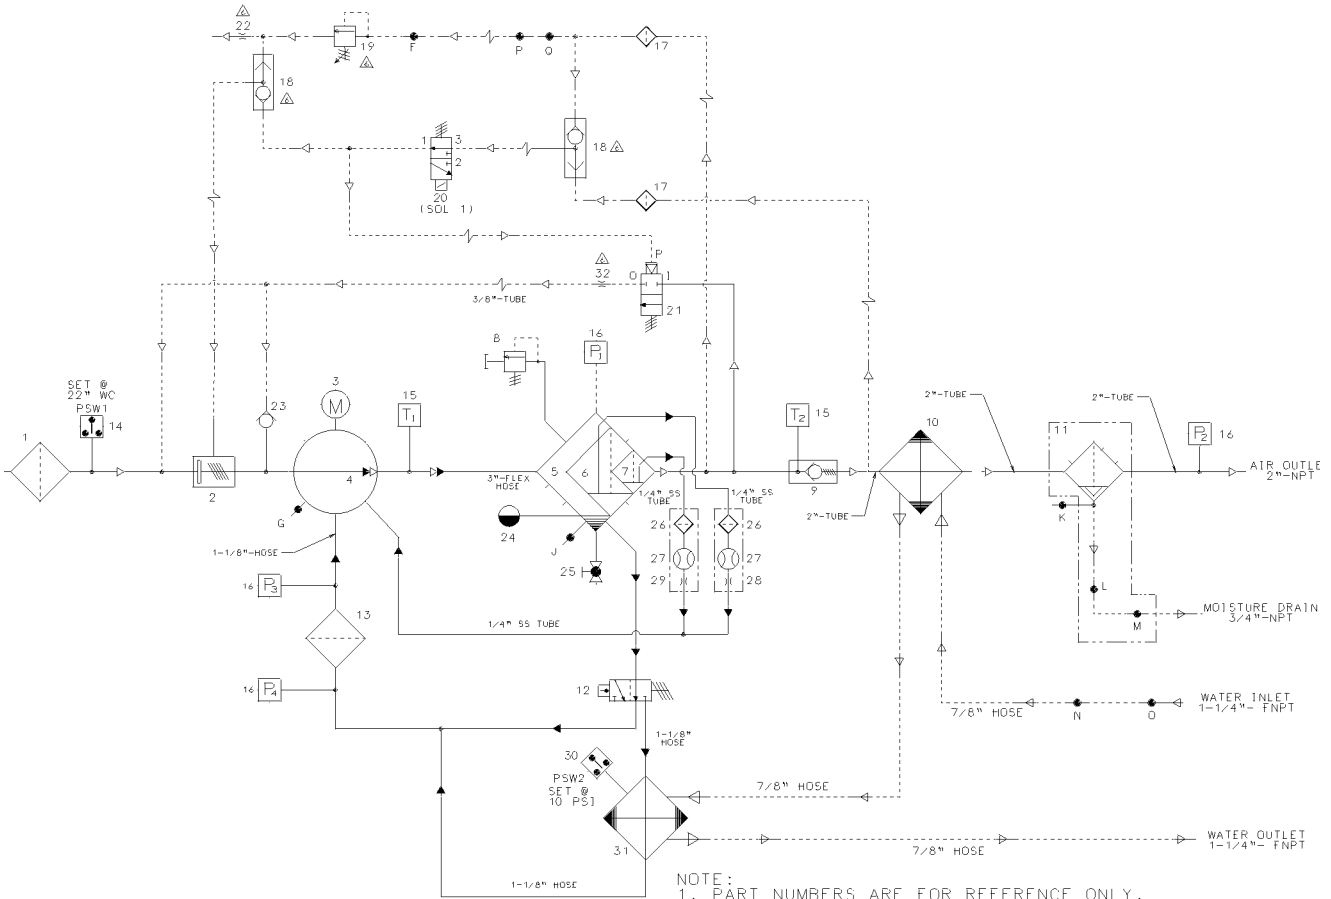 22
6
19
6
F
P
Q
17
18
6
1
3
2
18
6
20
(SOL 1)
17
P
6
32
O
I
21
3/8"-TUBE
B
16
P1
SET @
22" WC
PSW1
14
3
M
23
15
T1
1
2
4
5
6
7
3"-FLEX
HOSE
T2
15
9
10
2"-TUBE
2"-TUBE
2"-TUBE
11
P2
16
AIR OUTLE
2"-NPT
1/4" SS
TUBE
1/4" SS
TUBE
G
24
J
25
26
26
27
27
29
28
K
L
M
MOISTURE DRAIN
3/4"-NPT
1-1/8"-HOSE
16
P3
13
1/4" SS TUBE
16
P4
12
1-1/8"
HOSE
7/8" HOSE
N
O
WATER INLET
1-1/4"- FNPT
30
PSW2
SET @
10 PSI
31
7/8" HOSE
7/8" HOSE
WATER OUTLET
1-1/4"- FNPT
1-1/8" HOSE
NOTE:
1. PART NUMBERS ARE FOR REFERENCE ONLY.